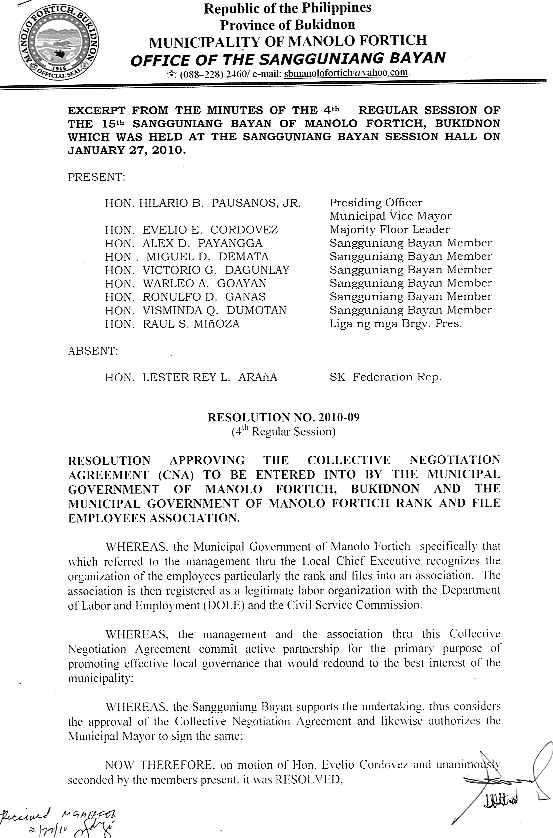 MANOLO FORTICH, BUKIDNON
OFFICIAL SEAL
Republic of the Philippines
Province of Bukidnon
MUNICIPALITY OF MANOLO FORTICH
OFFICE OF THE SANGGUNIANG BAYAN
(088-228) 2460/ e-mail: sbmanolofortich@yahoo.com
EXCERPT FROM THE MINUTES OF THE 4th REGULAR SESSION OF
THE 15th SANGGUNIANG BAYAN OF MANOLO FORTICH, BUKIDNON
WHICH WAS HELD AT THE SANGGUNIANG BAYAN SESSION HALL ON
JANUARY 27, 2010.
PRESENT:
HON. HILARIO B. PAUSANOS, JR. Presiding Officer
Municipal Vice Mayor
HON. EVELIO E. CORDOVEZ Majority Floor Leader
HON. ALEX D. PAYANGGA Sangguniang Bayan Member
HON . MIGUEL D. DEMATA Sangguniang Bayan Member
HON. VICTORIO G. DAGUNLAY Sangguniang Bayan Member
HON. WARLEO A. GOAYAN Sangguniang Bayan Member
HON. RONULFO D. GANAS Sangguniang Bayan Member
HON. VISMINDA Q. DUMOTAN Sangguniang Bayan Member
HON. RAUL S. MIñOZA Liga ng mga Brgy. Pres.
ABSENT:
HON. LESTER REY L. ARAñA SK Federation Rep.
RESOLUTION NO. 2010-09
(4th Regular Session)
RESOLUTION APPROVING THE COLLECTIVE NEGOTIATION
AGREEMENT (CNA) TO BE ENTERED INTO BY THE MUNICIPAL
GOVERNMENT OF MANOLO FORTICH, BUKIDNON AND THE
MUNICIPAL GOVERNMENT OF MANOLO FORTICH RANK AND FILE
EMPLOYEES ASSOCIATION.
WHEREAS, the Municipal Government of Manolo Fortich specifically that
which referred to the management thru the Local Chief Executive recognizes the
organization of the employees particularly the rank and files into an association. The
association is then registered as a legitimate labor organization with the Department
of Labor and Employment (DOLE) and the Civil Service Commission.
WHEREAS, the management and the association thru this Collective
Negotiation Agreement commit active partnership for the primary purpose of
promoting effective local governance that would redound to the best interest of the
municipality;
WHEREAS, the Sangguniang Bayan supports the undertaking, thus considers
the approval of the Collective Negotiation Agreement and likewise authorizes the
Municipal Mayor to sign the same;
NOW THEREFORE, on motion of Hon. Evelio Cordovez and unanimously
seconded by the members present, it was RESOLVED,
Received